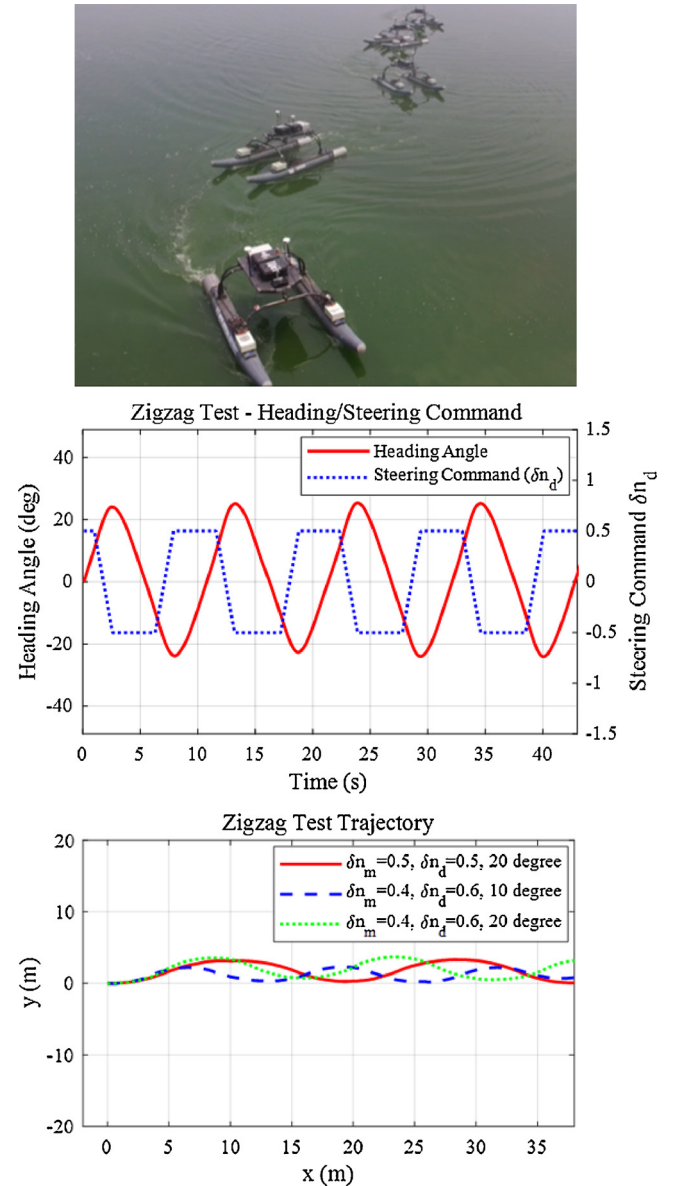 Zigzag Test - Heading/Steering Command
Heading Angle
Steering Command (δn_d)
Heading Angle (deg)
40
20
0
-20
-40
1.5
1
0.5
0
-0.5
-1
-1.5
Steering Command δn_d
0 5 10 15 20 25 30 35 40
Time (s)
Zigzag Test Trajectory
δn_m=0.5, δn_d=0.5, 20 degree
δn_m=0.4, δn_d=0.6, 10 degree
δn_m=0.4, δn_d=0.6, 20 degree
y (m)
20
10
0
-10
-20
0 5 10 15 20 25 30 35
x (m)